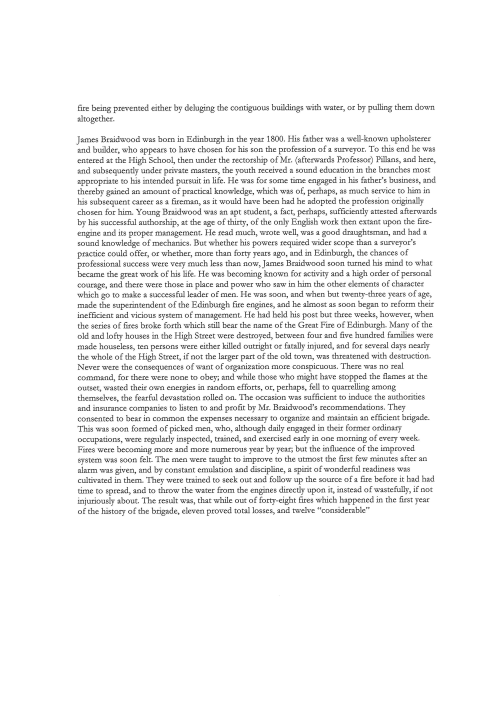 fire being prevented either by deluging the contiguous buildings with water, or by pulling them down
altogether.
James Braidwood was born in Edinburgh in the year 1800. His father was a well-known upholsterer
and builder, who appears to have chosen for his son the profession of a surveyor. To this end he was
entered at the High School, then under the rectorship of Mr. (afterwards Professor) Pillans, and here,
and subsequently under private masters, the youth received a sound education in the branches most
appropriate to his intended pursuit in life. He was for some time engaged in his father's business, and
thereby gained an amount of practical knowledge, which was of, perhaps, as much service to him in
his subsequent career as a fireman, as it would have been had he adopted the profession originally
chosen for him. Young Braidwood was an apt student, a fact, perhaps, sufficiently attested afterwards
by his successful authorship, at the age of thirty, of the only English work then extant upon the fire-
engine and its proper management. He read much, wrote well, was a good draughtsman, and had a
sound knowledge of mechanics. But whether his powers required wider scope than a surveyor's
practice could offer, or whether, more than forty years ago, and in Edinburgh, the chances of
professional success were very much less than now, James Braidwood soon turned his mind to what
became the great work of his life. He was becoming known for activity and a high order of personal
courage, and there were those in place and power who saw in him the other elements of character
which go to make a successful leader of men. He was soon, and when but twenty-three years of age,
made the superintendent of the Edinburgh fire engines, and he almost as soon began to reform their
inefficient and vicious system of management. He had held his post but three weeks, however, when
the series of fires broke forth which still bear the name of the Great Fire of Edinburgh. Many of the
old and lofty houses in the High Street were destroyed, between four and five hundred families were
made houseless, ten persons were either killed outright or fatally injured, and for several days nearly
the whole of the High Street, if not the larger part of the old town, was threatened with destruction.
Never were the consequences of want of organization more conspicuous. There was no real
command, for there were none to obey; and while those who might have stopped the flames at the
outset, wasted their own energies in random efforts, or, perhaps, fell to quarrelling among
themselves, the fearful devastation rolled on. The occasion was sufficient to induce the authorities
and insurance companies to listen to and profit by Mr. Braidwood's recommendations. They
consented to bear in common the expenses necessary to organize and maintain an efficient brigade.
This was soon formed of picked men, who, although daily engaged in their former ordinary
occupations, were regularly inspected, trained, and exercised early in one morning of every week.
Fires were becoming more and more numerous year by year; but the influence of the improved
system was soon felt. The men were taught to improve to the utmost the first few minutes after an
alarm was given, and by constant emulation and discipline, a spirit of wonderful readiness was
cultivated in them. They were trained to seek out and follow up the source of a fire before it had had
time to spread, and to throw the water from the engines directly upon it, instead of wastefully, if not
injuriously about. The result was, that while out of forty-eight fires which happened in the first year
of the history of the brigade, eleven proved total losses, and twelve "considerable"